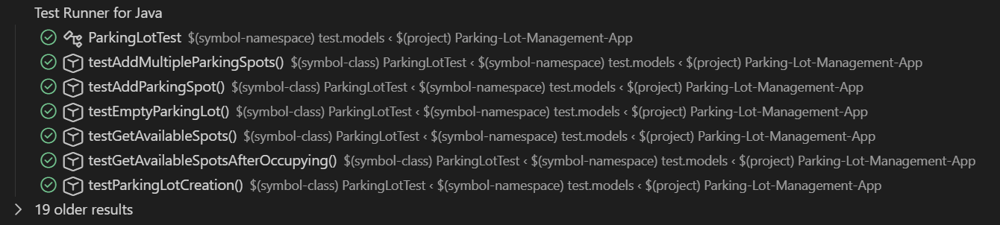 Test Runner for Java
ParkingLotTest $(symbol-namespace) test.models ‹ $(project) Parking-Lot-Management-App
testAddMultipleParkingSpots() $(symbol-class) ParkingLotTest ‹ $(symbol-namespace) test.models ‹ $(project) Parking-Lot-Management-App
testAddParkingSpot() $(symbol-class) ParkingLotTest ‹ $(symbol-namespace) test.models ‹ $(project) Parking-Lot-Management-App
testEmptyParkingLot() $(symbol-class) ParkingLotTest ‹ $(symbol-namespace) test.models ‹ $(project) Parking-Lot-Management-App
testGetAvailableSpots() $(symbol-class) ParkingLotTest ‹ $(symbol-namespace) test.models ‹ $(project) Parking-Lot-Management-App
testGetAvailableSpotsAfterOccupying() $(symbol-class) ParkingLotTest ‹ $(symbol-namespace) test.models ‹ $(project) Parking-Lot-Management-App
testParkingLotCreation() $(symbol-class) ParkingLotTest ‹ $(symbol-namespace) test.models ‹ $(project) Parking-Lot-Management-App
19 older results